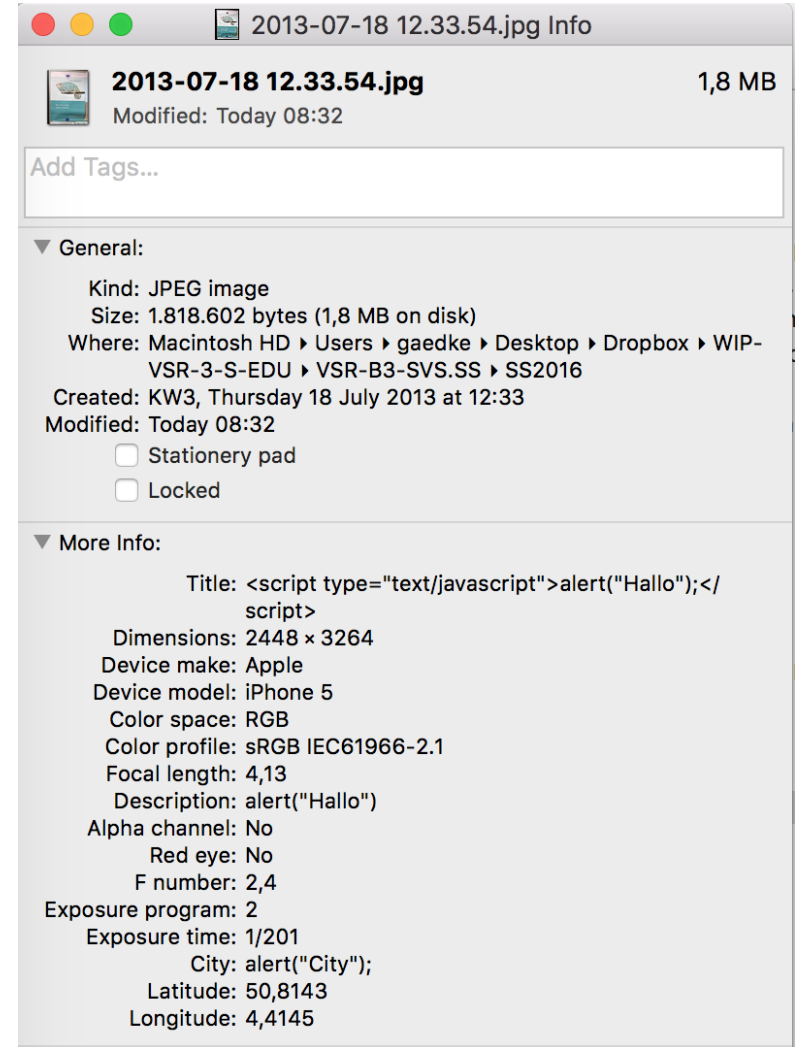 2013-07-18 12.33.54.jpg Info
2013-07-18 12.33.54.jpg 1,8 MB
Modified: Today 08:32
Add Tags...
General:
Kind: JPEG image
Size: 1.818.602 bytes (1,8 MB on disk)
Where: Macintosh HD ▸ Users ▸ gaedke ▸ Desktop ▸ Dropbox ▸ WIP-
VSR-3-S-EDU ▸ VSR-B3-SVS.SS ▸ SS2016
Created: KW3, Thursday 18 July 2013 at 12:33
Modified: Today 08:32
Stationery pad
Locked
More Info:
Title: <script type="text/javascript">alert("Hallo");</
script>
Dimensions: 2448 × 3264
Device make: Apple
Device model: iPhone 5
Color space: RGB
Color profile: sRGB IEC61966-2.1
Focal length: 4,13
Description: alert("Hallo")
Alpha channel: No
Red eye: No
F number: 2,4
Exposure program: 2
Exposure time: 1/201
City: alert("City");
Latitude: 50,8143
Longitude: 4,4145